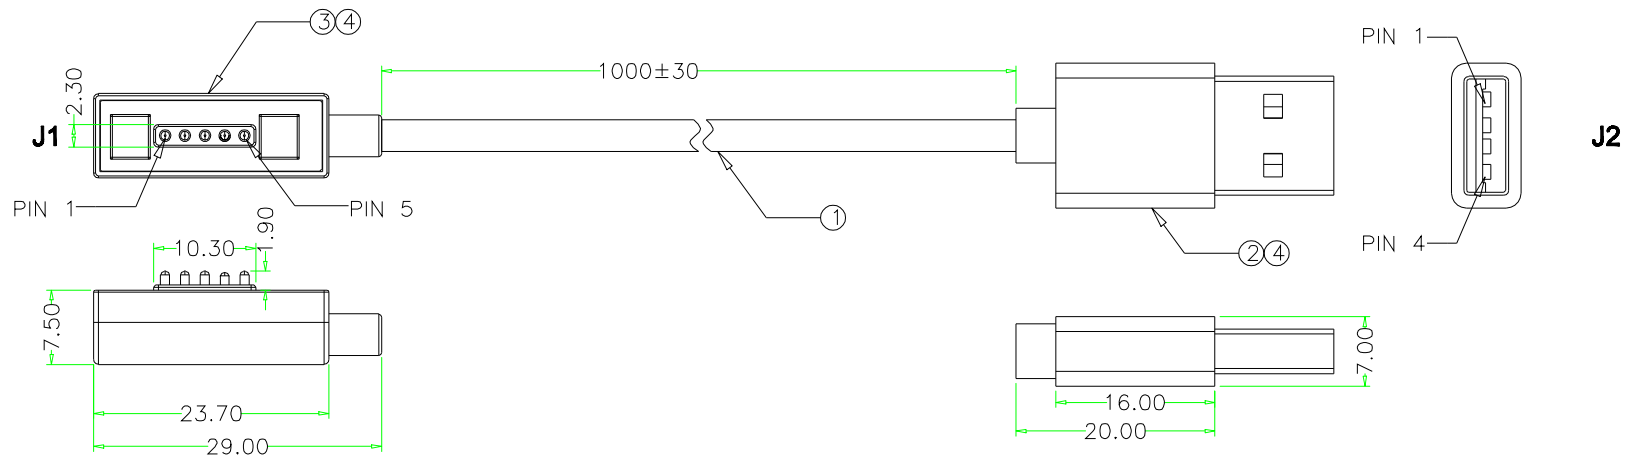 ③④
PIN 1
1000±30
2.30
J1
J2
PIN 1
PIN 5
①
1.90
10.30
②④
PIN 4
7.50
7.00
16.00
23.70
20.00
29.00